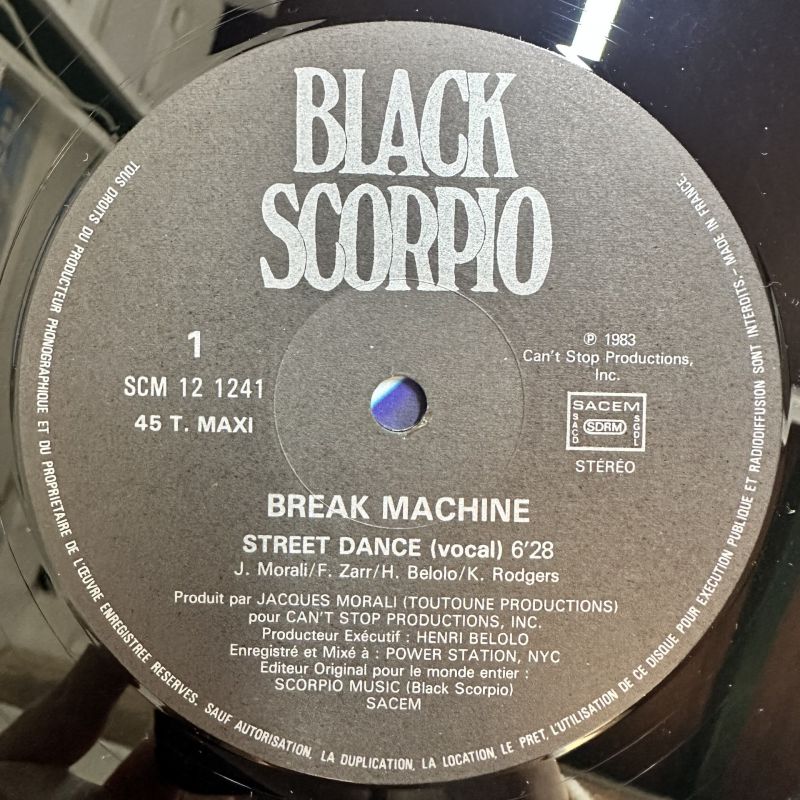 BLACK
SCORPIO
1
SCM 12 1241
45 T. MAXI
℗ 1983
Can't Stop Productions,
Inc.
SACEM
SACD
SDRM
SGDL
STÉRÉO
BREAK MACHINE
STREET DANCE (vocal) 6'28
J. Morali/F. Zarr/H. Belolo/K. Rodgers
Produit par JACQUES MORALI (TOUTOUNE PRODUCTIONS)
pour CAN'T STOP PRODUCTIONS, INC.
Producteur Exécutif : HENRI BELOLO
Enregistré et Mixé à : POWER STATION, NYC
Editeur Original pour le monde entier :
SCORPIO MUSIC (Black Scorpio)
SACEM
TOUS DROITS DU PRODUCTEUR PHONOGRAPHIQUE ET DU PROPRIETAIRE DE L'ŒUVRE ENREGISTREE RESERVES. SAUF AUTORISATION, LA DUPLICATION, LA LOCATION, LE PRET, L'UTILISATION DE CE DISQUE POUR EXECUTION PUBLIQUE ET RADIODIFFUSION SONT INTERDITS. - MADE IN FRANCE.